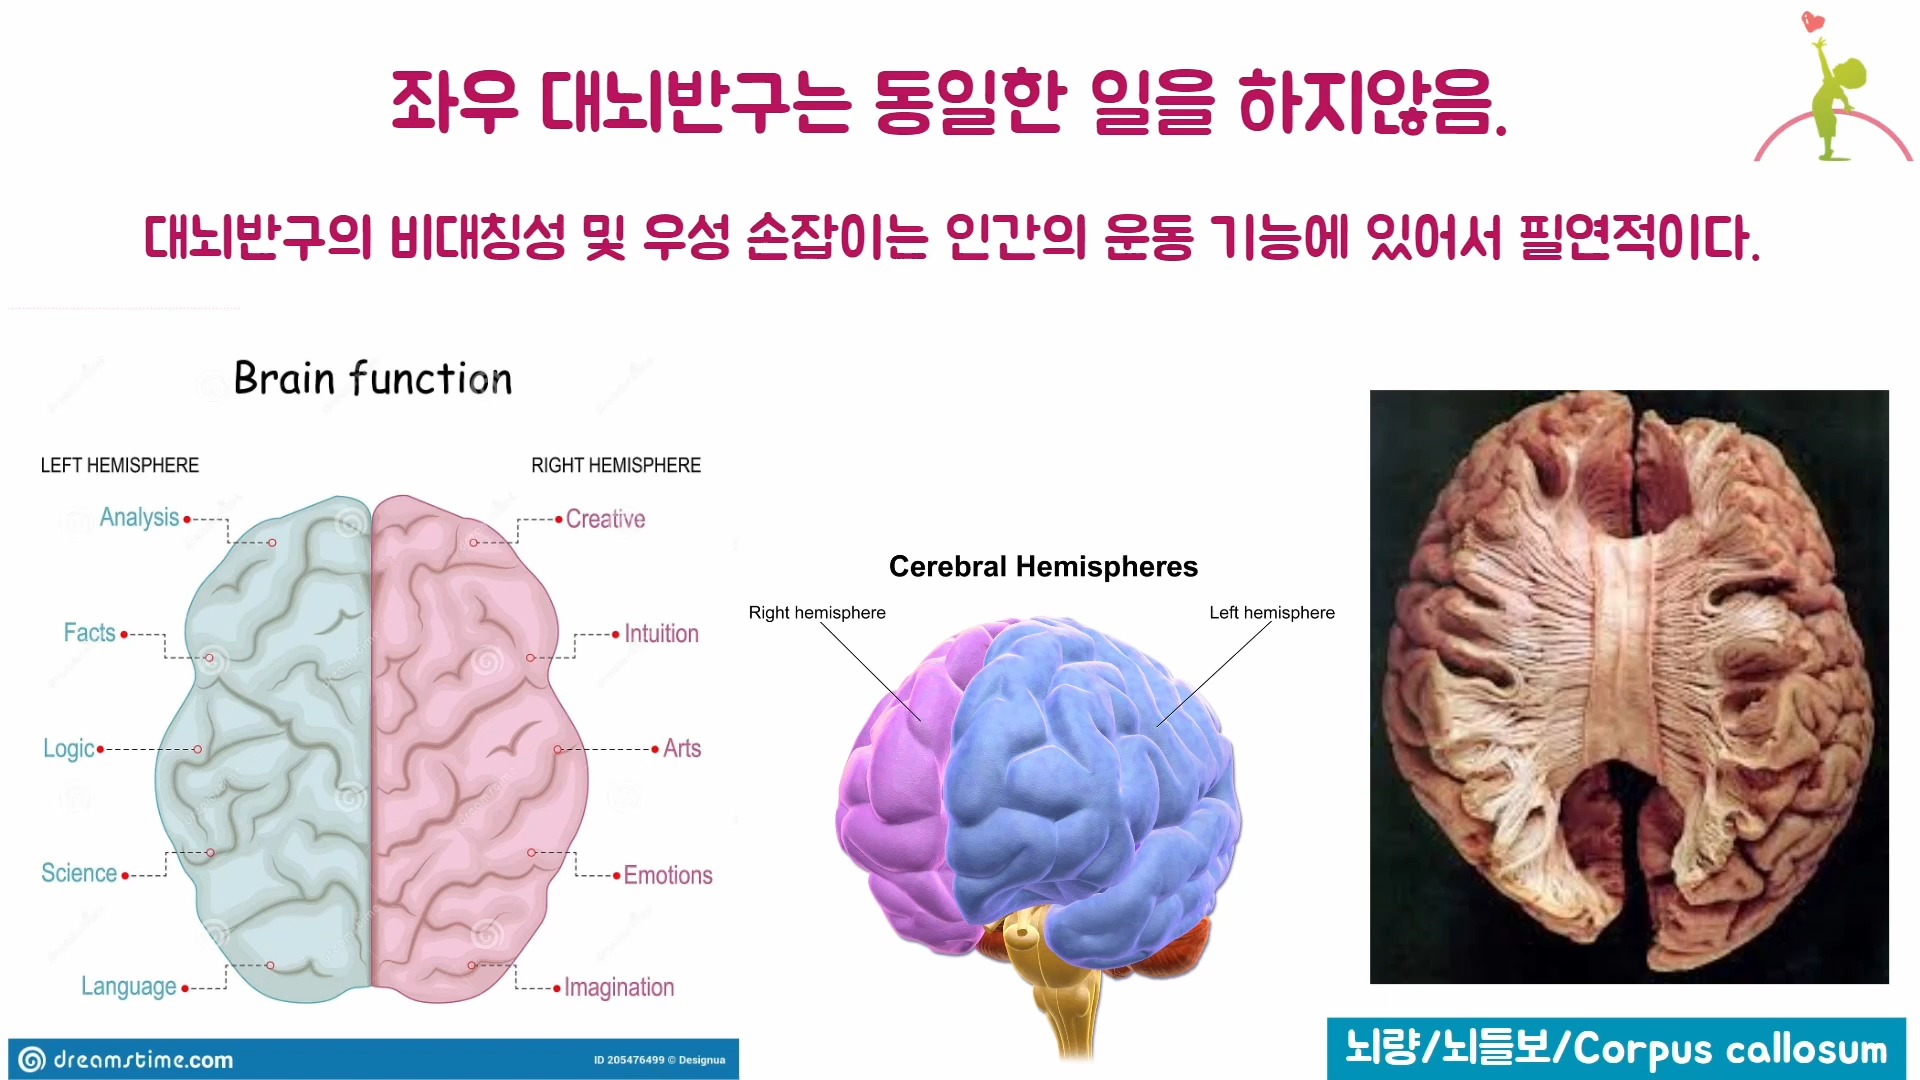 좌우 대뇌반구는 동일한 일을 하지않음.
대뇌반구의 비대칭성 및 우성 손잡이는 인간의 운동 기능에 있어서 필연적이다.
Brain function
LEFT HEMISPHERE
RIGHT HEMISPHERE
Analysis
Creative
Facts
Intuition
Logic
Arts
Science
Emotions
Language
Imagination
dreamstime.com
ID 205476499 © Designua
Cerebral Hemispheres
Right hemisphere
Left hemisphere
뇌량/뇌들보/Corpus callosum